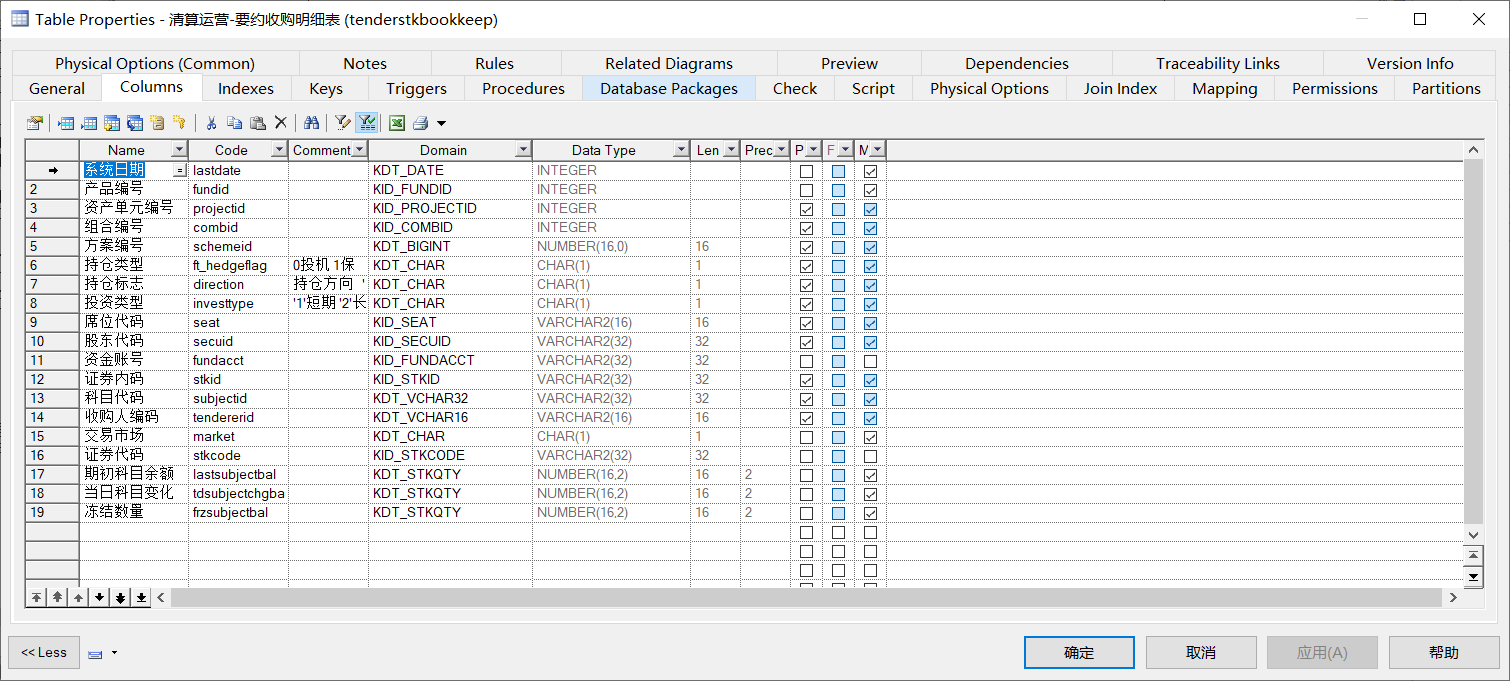 Table Properties - 清算运营-要约收购明细表 (tenderstkbookkeep)
Physical Options (Common) Notes Rules Related Diagrams Preview Dependencies Traceability Links Version Info
General Columns Indexes Keys Triggers Procedures Database Packages Check Script Physical Options Join Index Mapping Permissions Partitions
Name Code Comment Domain Data Type Len Prec P F M
系统日期 = lastdate KDT_DATE INTEGER
2 产品编号 fundid KID_FUNDID INTEGER
3 资产单元编号 projectid KID_PROJECTID INTEGER
4 组合编号 combid KID_COMBID INTEGER
5 方案编号 schemeid KDT_BIGINT NUMBER(16,0) 16
6 持仓类型 ft_hedgeflag 0投机 1保 KDT_CHAR CHAR(1) 1
7 持仓标志 direction 持仓方向 ' KDT_CHAR CHAR(1) 1
8 投资类型 investtype '1'短期 '2'长 KDT_CHAR CHAR(1) 1
9 席位代码 seat KID_SEAT VARCHAR2(16) 16
10 股东代码 secuid KID_SECUID VARCHAR2(32) 32
11 资金账号 fundacct KID_FUNDACCT VARCHAR2(32) 32
12 证券内码 stkid KID_STKID VARCHAR2(32) 32
13 科目代码 subjectid KDT_VCHAR32 VARCHAR2(32) 32
14 收购人编码 tendererid KDT_VCHAR16 VARCHAR2(16) 16
15 交易市场 market KDT_CHAR CHAR(1) 1
16 证券代码 stkcode KID_STKCODE VARCHAR2(32) 32
17 期初科目余额 lastsubjectbal KDT_STKQTY NUMBER(16,2) 16 2
18 当日科目变化 tdsubjectchgba KDT_STKQTY NUMBER(16,2) 16 2
19 冻结数量 frzsubjectbal KDT_STKQTY NUMBER(16,2) 16 2
<< Less 确定 取消 应用(A) 帮助